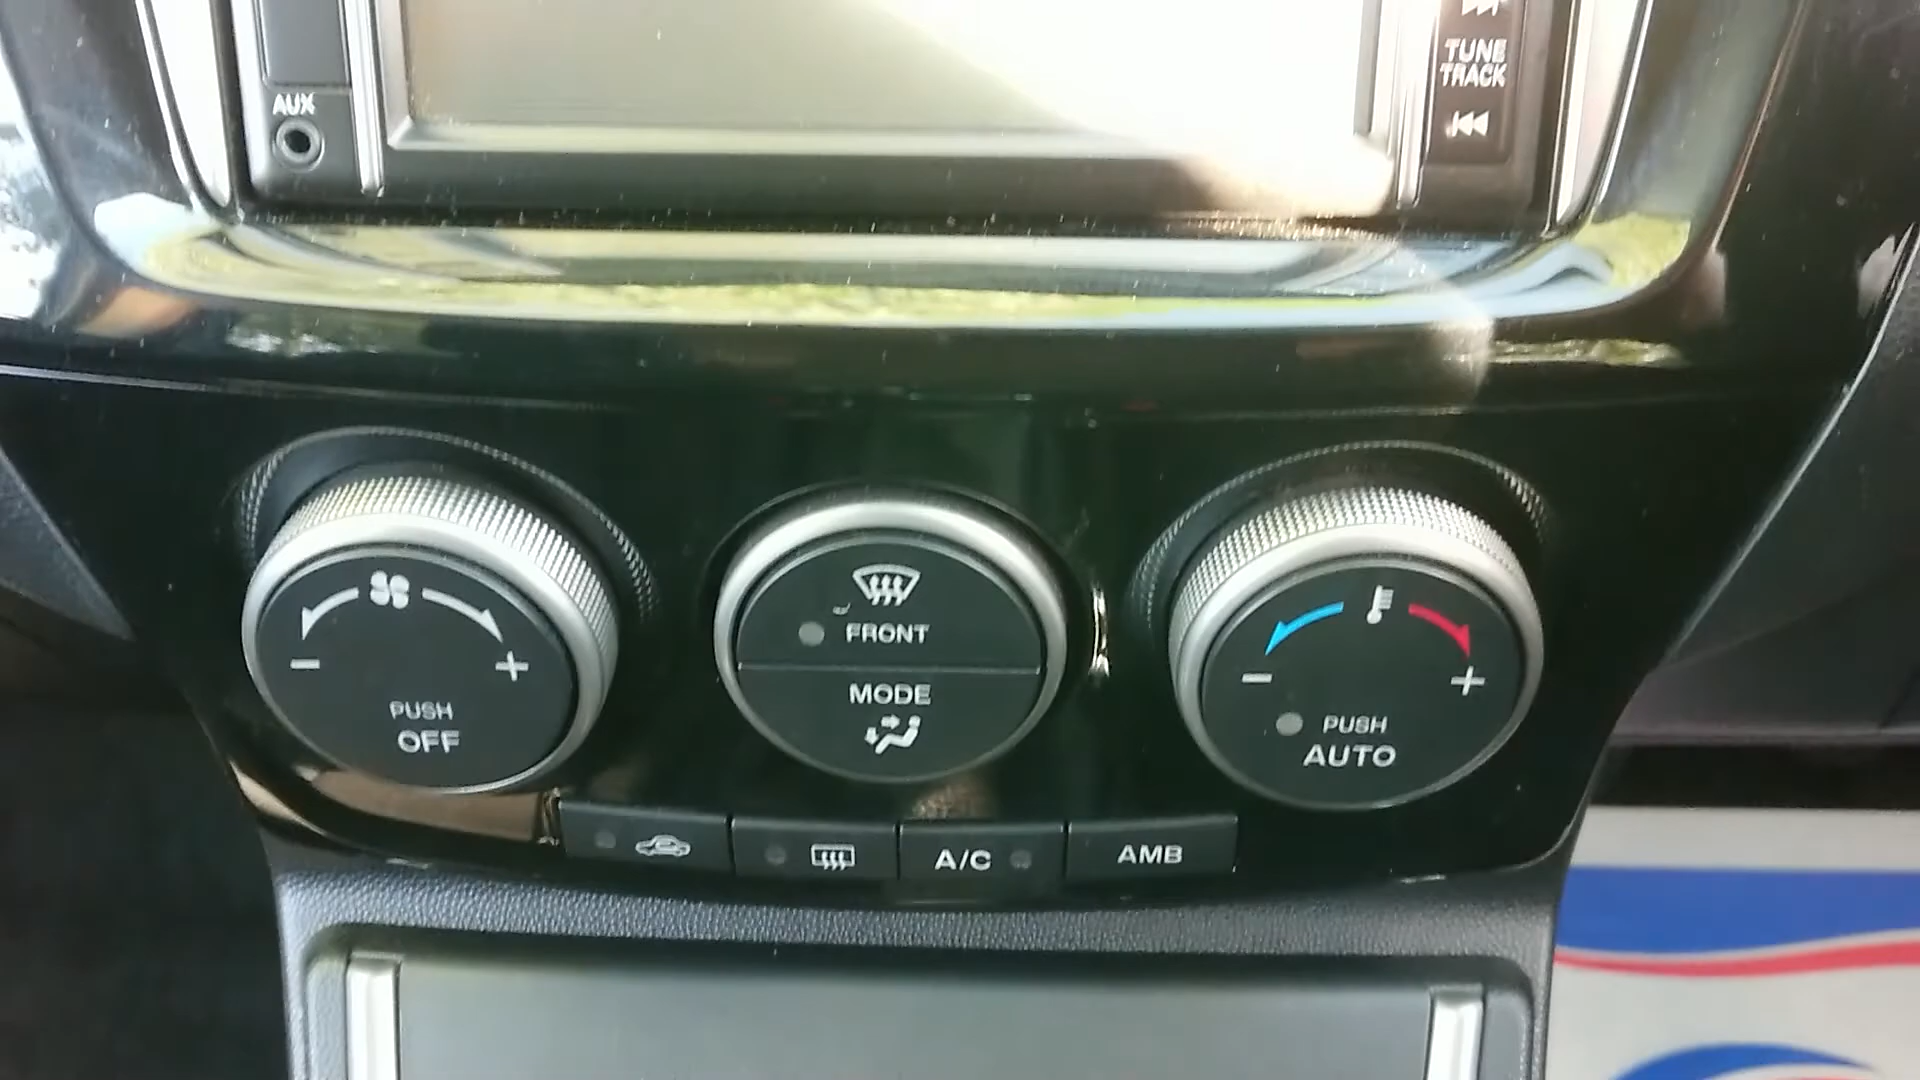 AUX
TUNE
TRACK
FRONT
MODE
PUSH
OFF
PUSH
AUTO
A/C
AMB